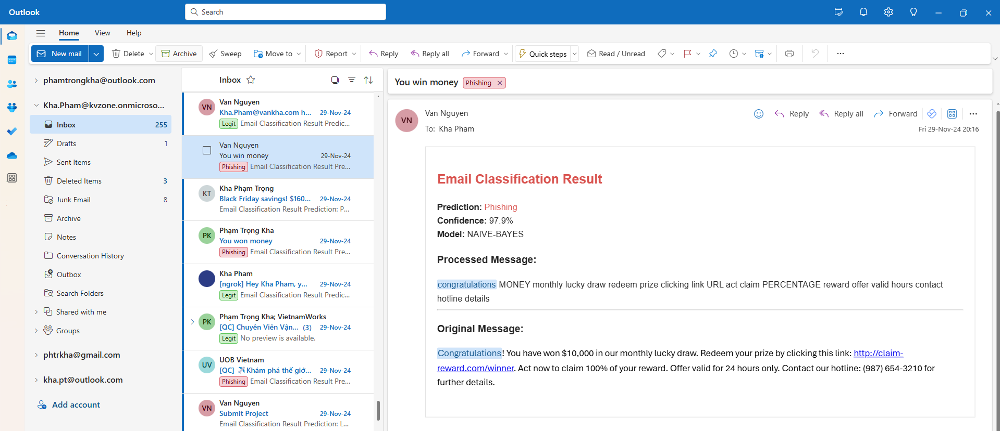 Outlook
Search
Home View Help
New mail Delete Archive Sweep Move to Report Reply Reply all Forward Quick steps Read / Unread
phamtrongkha@outlook.com
Kha.Pham@kvzone.onmicroso...
Inbox 255
Drafts 1
Sent Items
Deleted Items 3
Junk Email 8
Archive
Notes
Conversation History
Outbox
Search Folders
Shared with me
Groups
phtrkha@gmail.com
kha.pt@outlook.com
Add account
Inbox
VN Van Nguyen
Kha.Pham@vankha.com h... 29-Nov-24
Legit Email Classification Result Predic...
Van Nguyen
You win money 29-Nov-24
Phishing Email Classification Result Pre...
KT Kha Phạm Trọng
Black Friday savings! $160... 29-Nov-24
Email Classification Result Prediction: P...
PK Phạm Trọng Kha
You won money 29-Nov-24
Phishing Email Classification Result Pre...
Kha Pham
[ngrok] Hey Kha Pham, y... 29-Nov-24
Legit Email Classification Result Predic...
PK Phạm Trọng Kha; VietnamWorks
[QC] Chuyên Viên Vận... (3) 29-Nov-24
Legit No preview is available.
UV UOB Vietnam
[QC] ✈️Khám phá thế giớ... 29-Nov-24
Phishing Email Classification Result Pre...
VN Van Nguyen
Submit Project 29-Nov-24
Email Classification Result Prediction: L...
You win money Phishing
VN Van Nguyen
Reply Reply all Forward
To: Kha Pham
Fri 29-Nov-24 20:16
Email Classification Result
Prediction: Phishing
Confidence: 97.9%
Model: NAIVE-BAYES
Processed Message:
congratulations MONEY monthly lucky draw redeem prize clicking link URL act claim PERCENTAGE reward offer valid hours contact
hotline details
Original Message:
Congratulations! You have won $10,000 in our monthly lucky draw. Redeem your prize by clicking this link: http://claim-
reward.com/winner. Act now to claim 100% of your reward. Offer valid for 24 hours only. Contact our hotline: (987) 654-3210 for
further details.